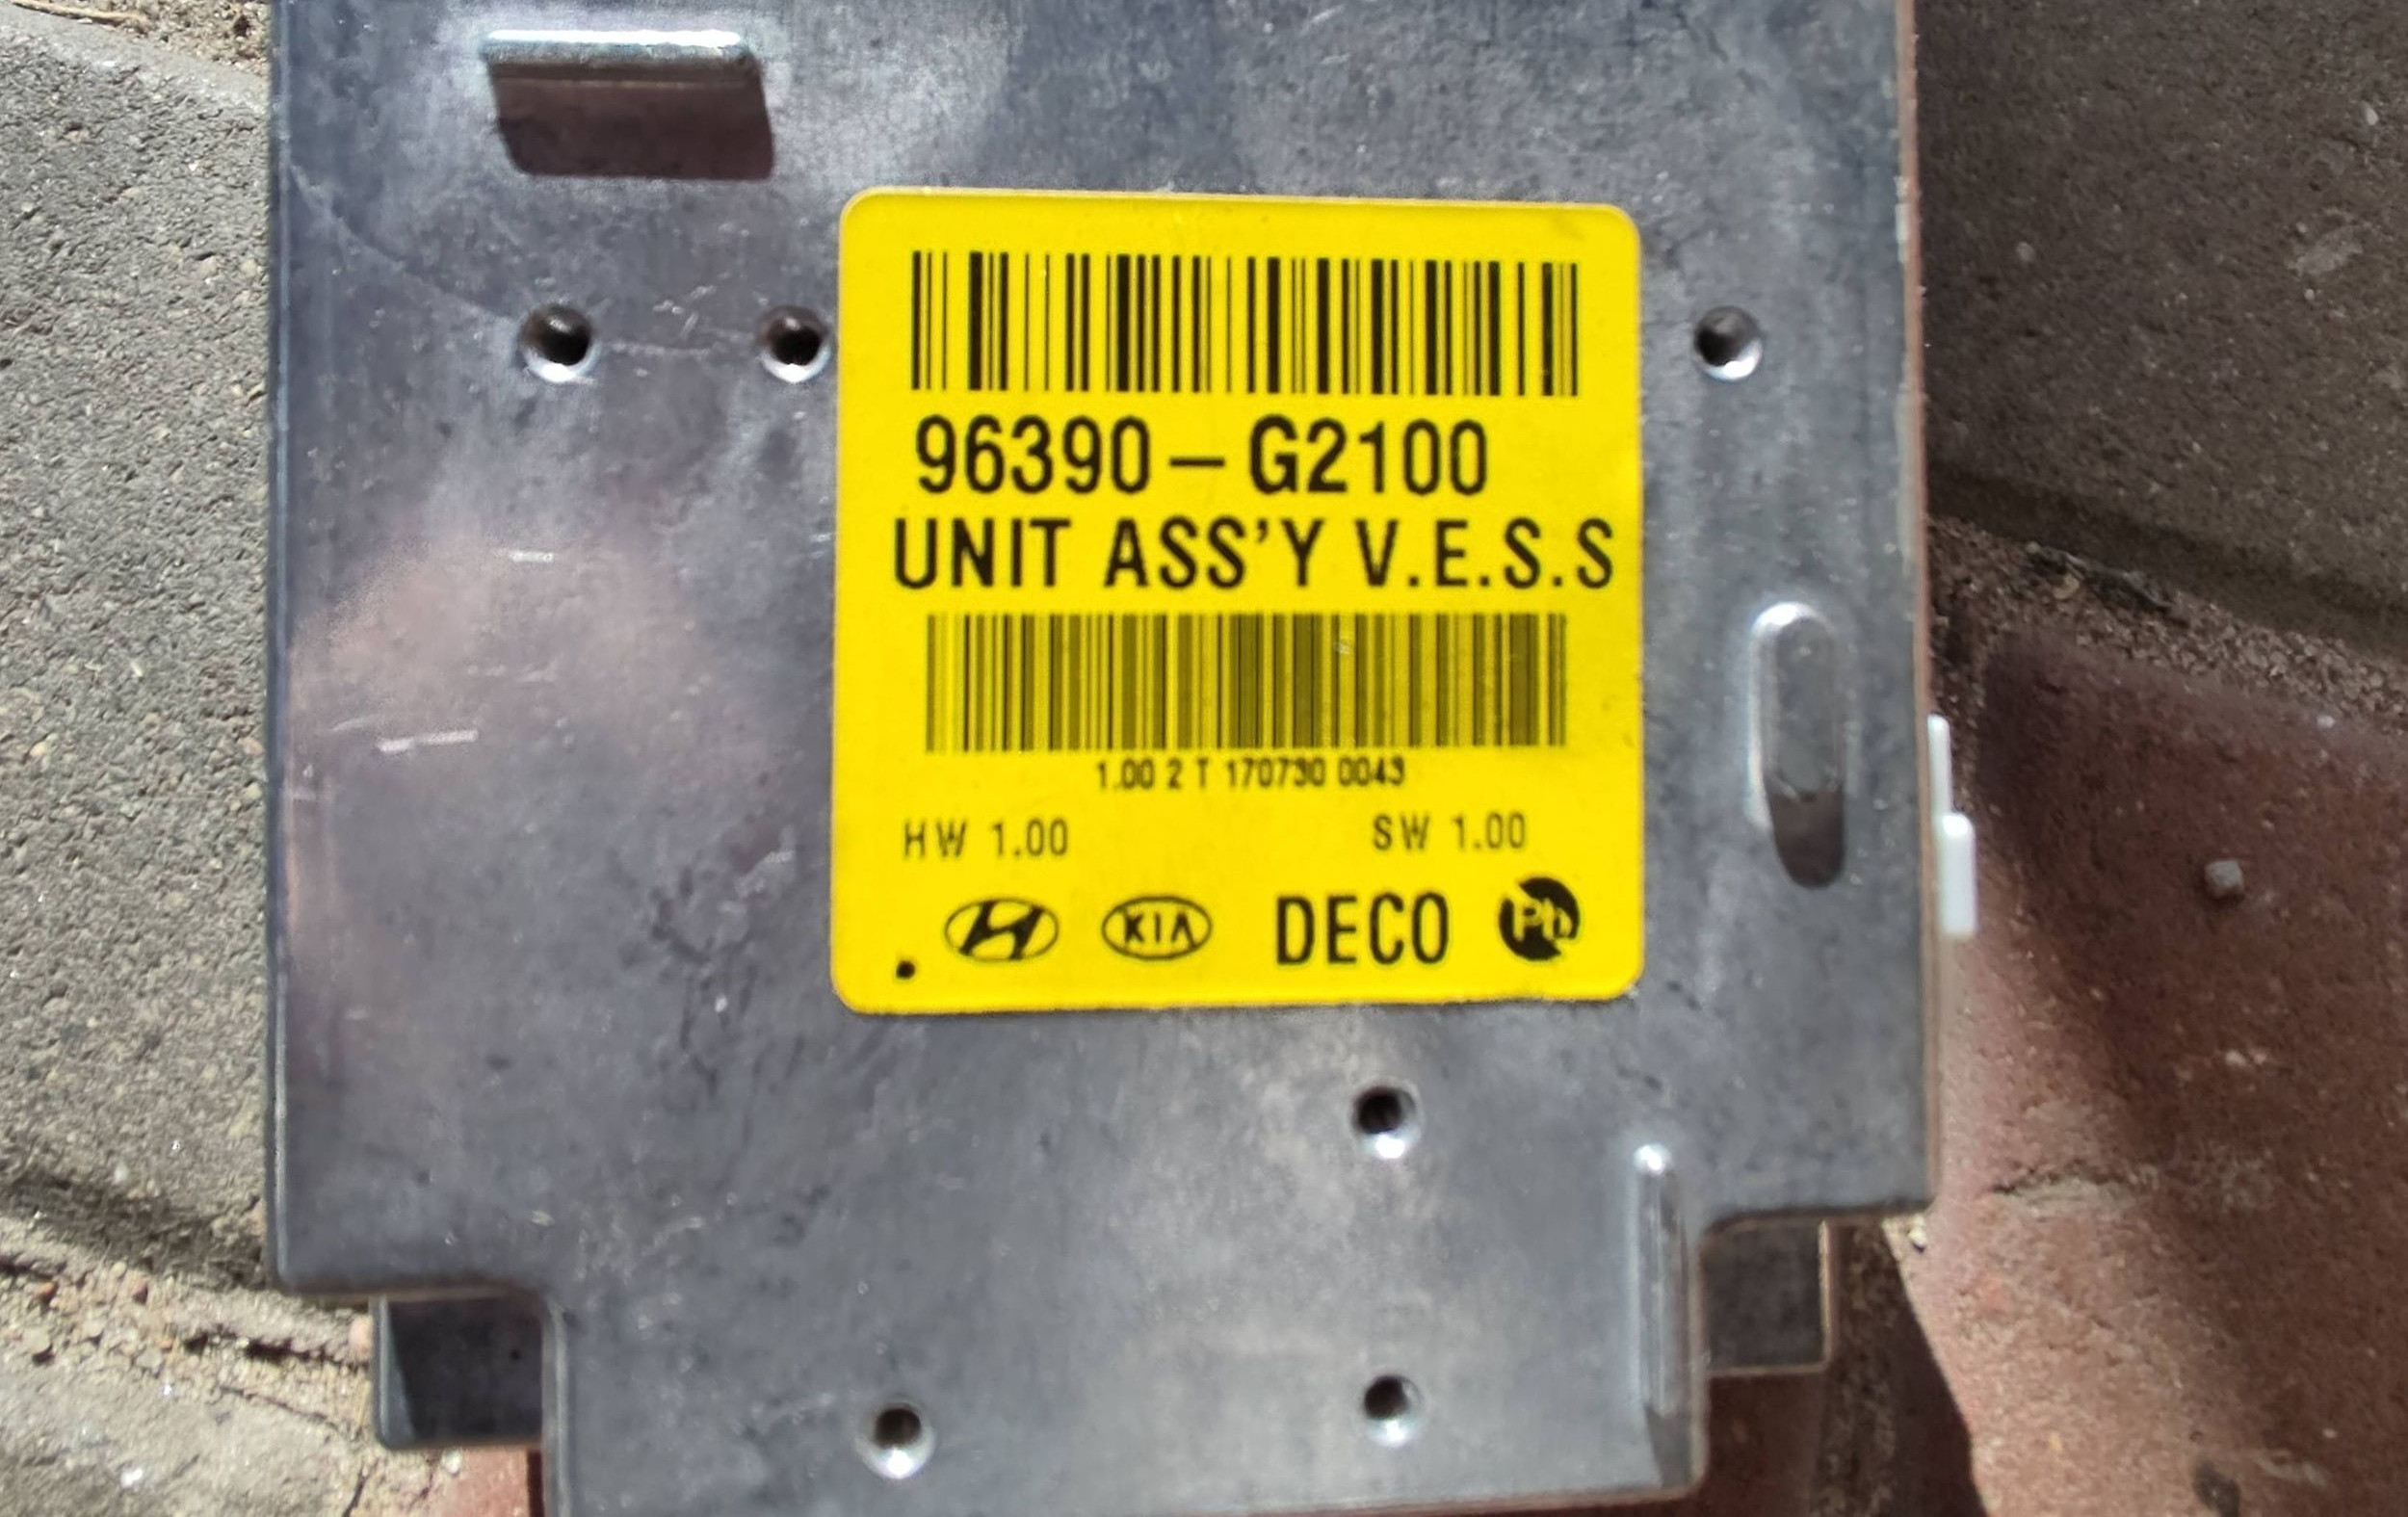 96390-G2100
UNIT ASS'Y V.E.S.S
1.00 2 T 170730 0043
HW 1.00 SW 1.00
KIA DECO Pb